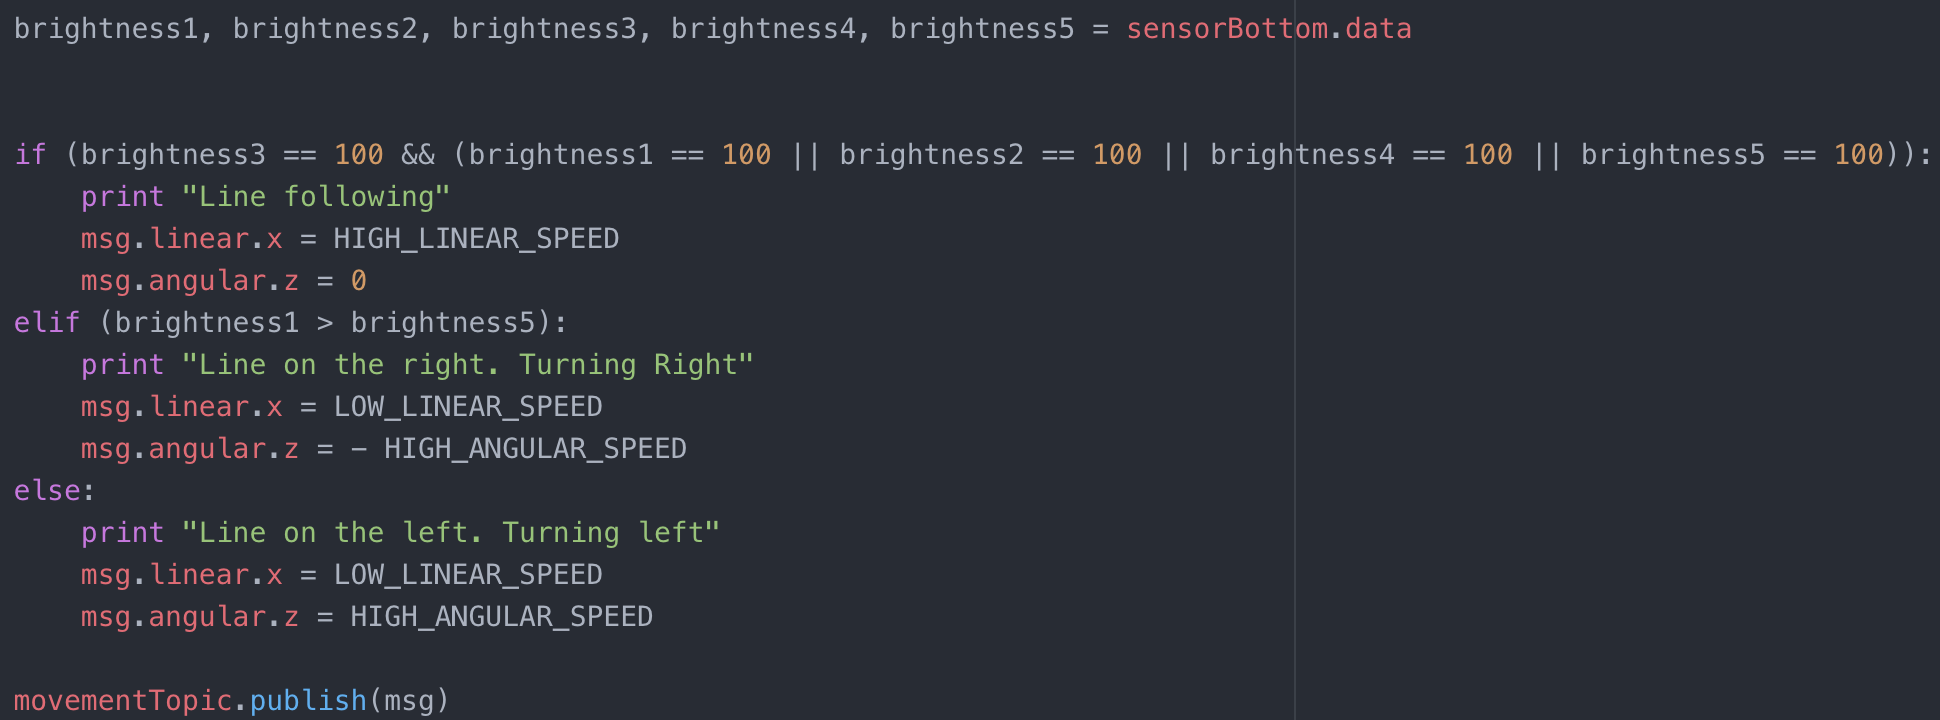 brightness1, brightness2, brightness3, brightness4, brightness5 = sensorBottom.data
if (brightness3 == 100 && (brightness1 == 100 || brightness2 == 100 || brightness4 == 100 || brightness5 == 100)):
    print "Line following"
    msg.linear.x = HIGH_LINEAR_SPEED
    msg.angular.z = 0
elif (brightness1 > brightness5):
    print "Line on the right. Turning Right"
    msg.linear.x = LOW_LINEAR_SPEED
    msg.angular.z = - HIGH_ANGULAR_SPEED
else:
    print "Line on the left. Turning left"
    msg.linear.x = LOW_LINEAR_SPEED
    msg.angular.z = HIGH_ANGULAR_SPEED
movementTopic.publish(msg)